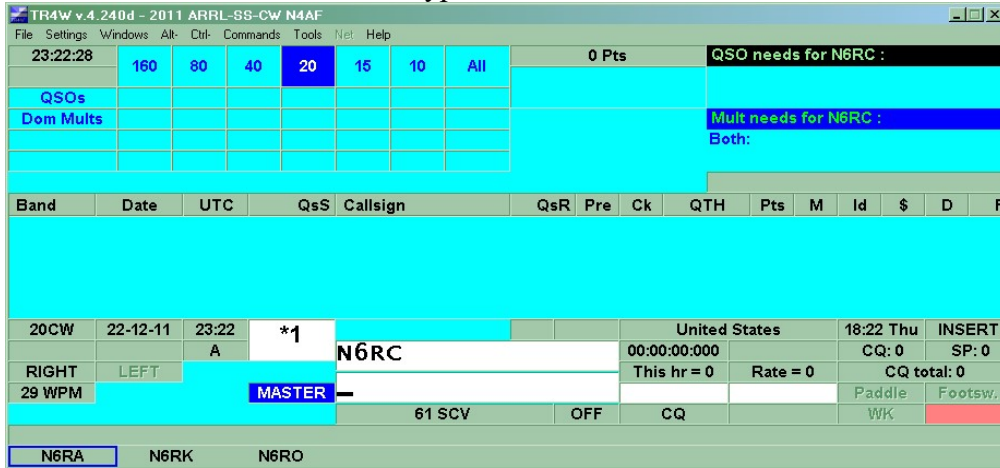 TR4W v.4.240d - 2011 ARRL-SS-CW N4AF
File Settings Windows Alt- Ctrl- Commands Tools Net Help
23:22:28 160 80 40 20 15 10 All 0 Pts QSO needs for N6RC :
QSOs
Dom Mults Mult needs for N6RC :
Both:
Band Date UTC QsS Callsign QsR Pre Ck QTH Pts M Id $ D
20CW 22-12-11 23:22 *1 United States 18:22 Thu INSERT
A N6RC 00:00:00:000 CQ: 0 SP: 0
RIGHT LEFT This hr = 0 Rate = 0 CQ total: 0
29 WPM MASTER Paddle Footsw.
61 SCV OFF CQ WK
N6RA N6RK N6RO